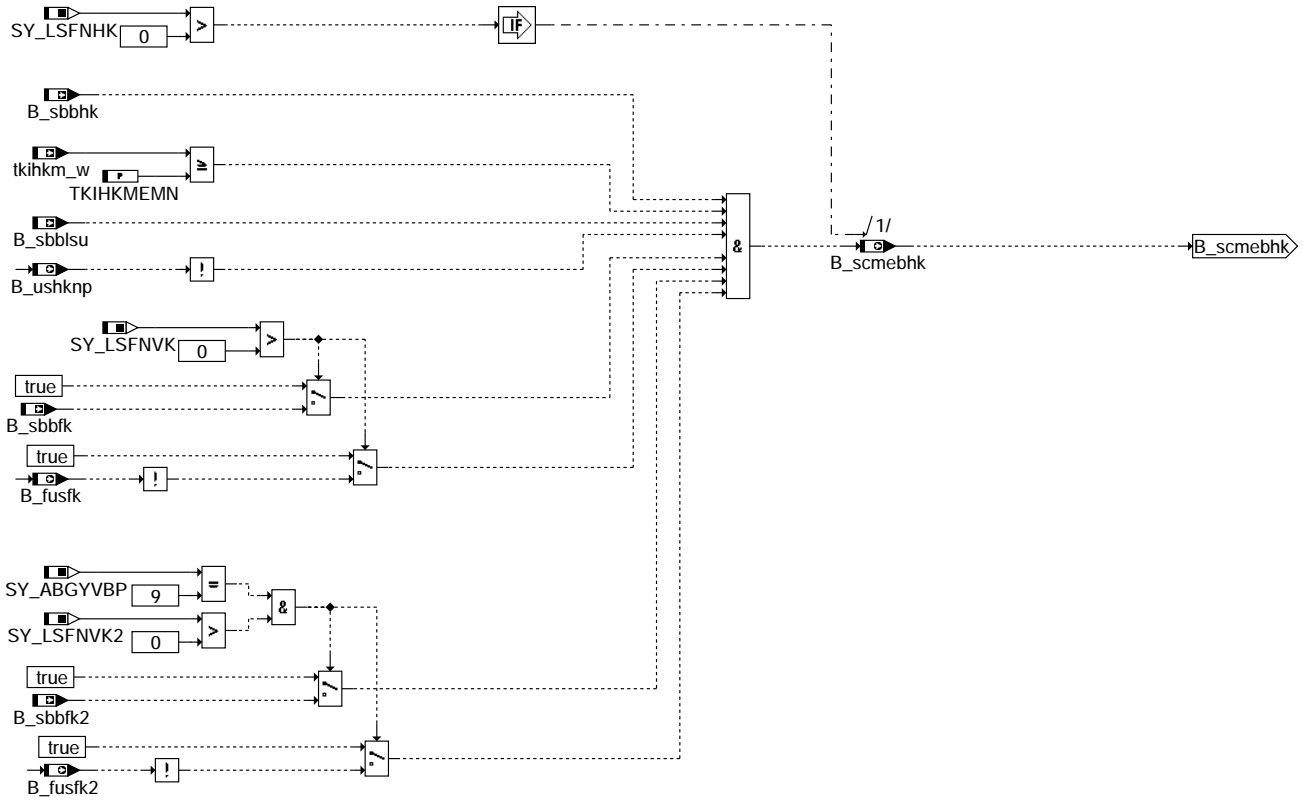 SY_LSFNHK
0
>
IF
B_sbbhk
tkihkm_w
≥
P
TKIHKMEMN
B_sbblsu
/1/
&
B_scmebhk
B_scmebhk
B_ushknp
!
SY_LSFNVK
0
>
true
B_sbbfk
true
B_fusfk
!
SY_ABGYVBP
9
=
&
SY_LSFNVK2
0
>
true
B_sbbfk2
true
B_fusfk2
!